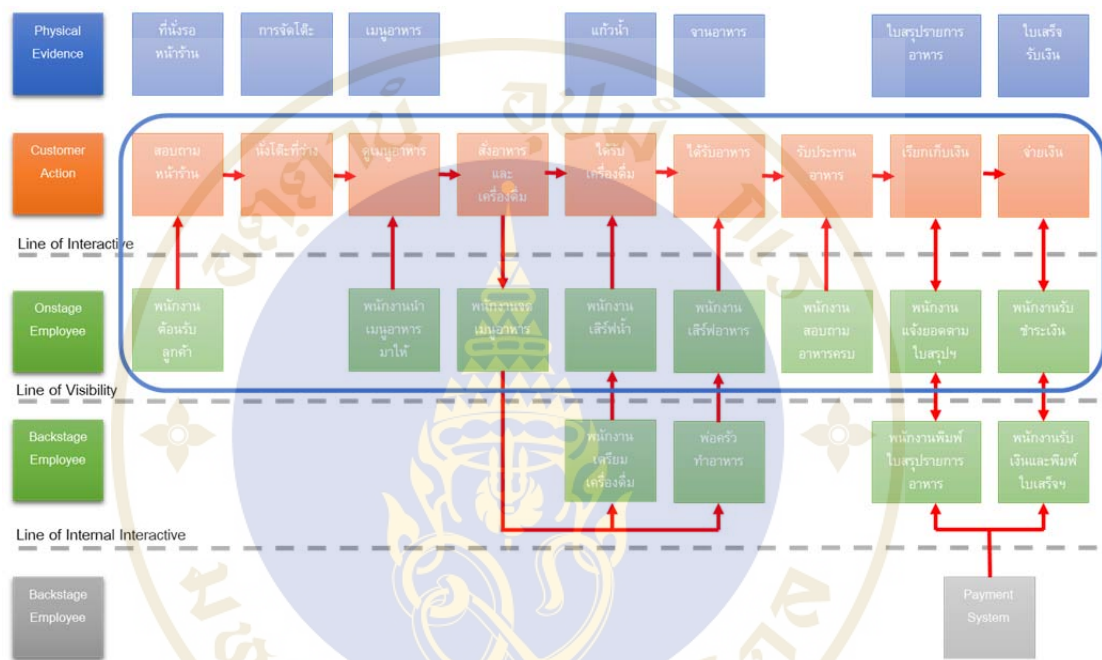 Physical
Evidence
ที่นั่งรอ
หน้าร้าน
การจัดโต๊ะ
เมนูอาหาร
แก้วน้ำ
จานอาหาร
ใบสรุปรายการ
อาหาร
ใบเสร็จ
รับเงิน
Customer
Action
สอบถาม
หน้าร้าน
นั่งโต๊ะที่ว่าง
ดูเมนูอาหาร
สั่งอาหาร
และ
เครื่องดื่ม
ได้รับ
เครื่องดื่ม
ได้รับอาหาร
รับประทาน
อาหาร
เรียกเก็บเงิน
จ่ายเงิน
Line of Interactive
Onstage
Employee
พนักงาน
ต้อนรับ
ลูกค้า
พนักงานนำ
เมนูอาหาร
มาให้
พนักงานจด
เมนูอาหาร
พนักงาน
เสิร์ฟน้ำ
พนักงาน
เสิร์ฟอาหาร
พนักงาน
สอบถาม
อาหารครบ
พนักงาน
แจ้งยอดตาม
ใบสรุปฯ
พนักงานรับ
ชำระเงิน
Line of Visibility
Backstage
Employee
พนักงาน
เตรียม
เครื่องดื่ม
พ่อครัว
ทำอาหาร
พนักงานพิมพ์
ใบสรุปรายการ
อาหาร
พนักงานรับ
เงินและพิมพ์
ใบเสร็จฯ
Line of Internal Interactive
Backstage
Employee
Payment
System